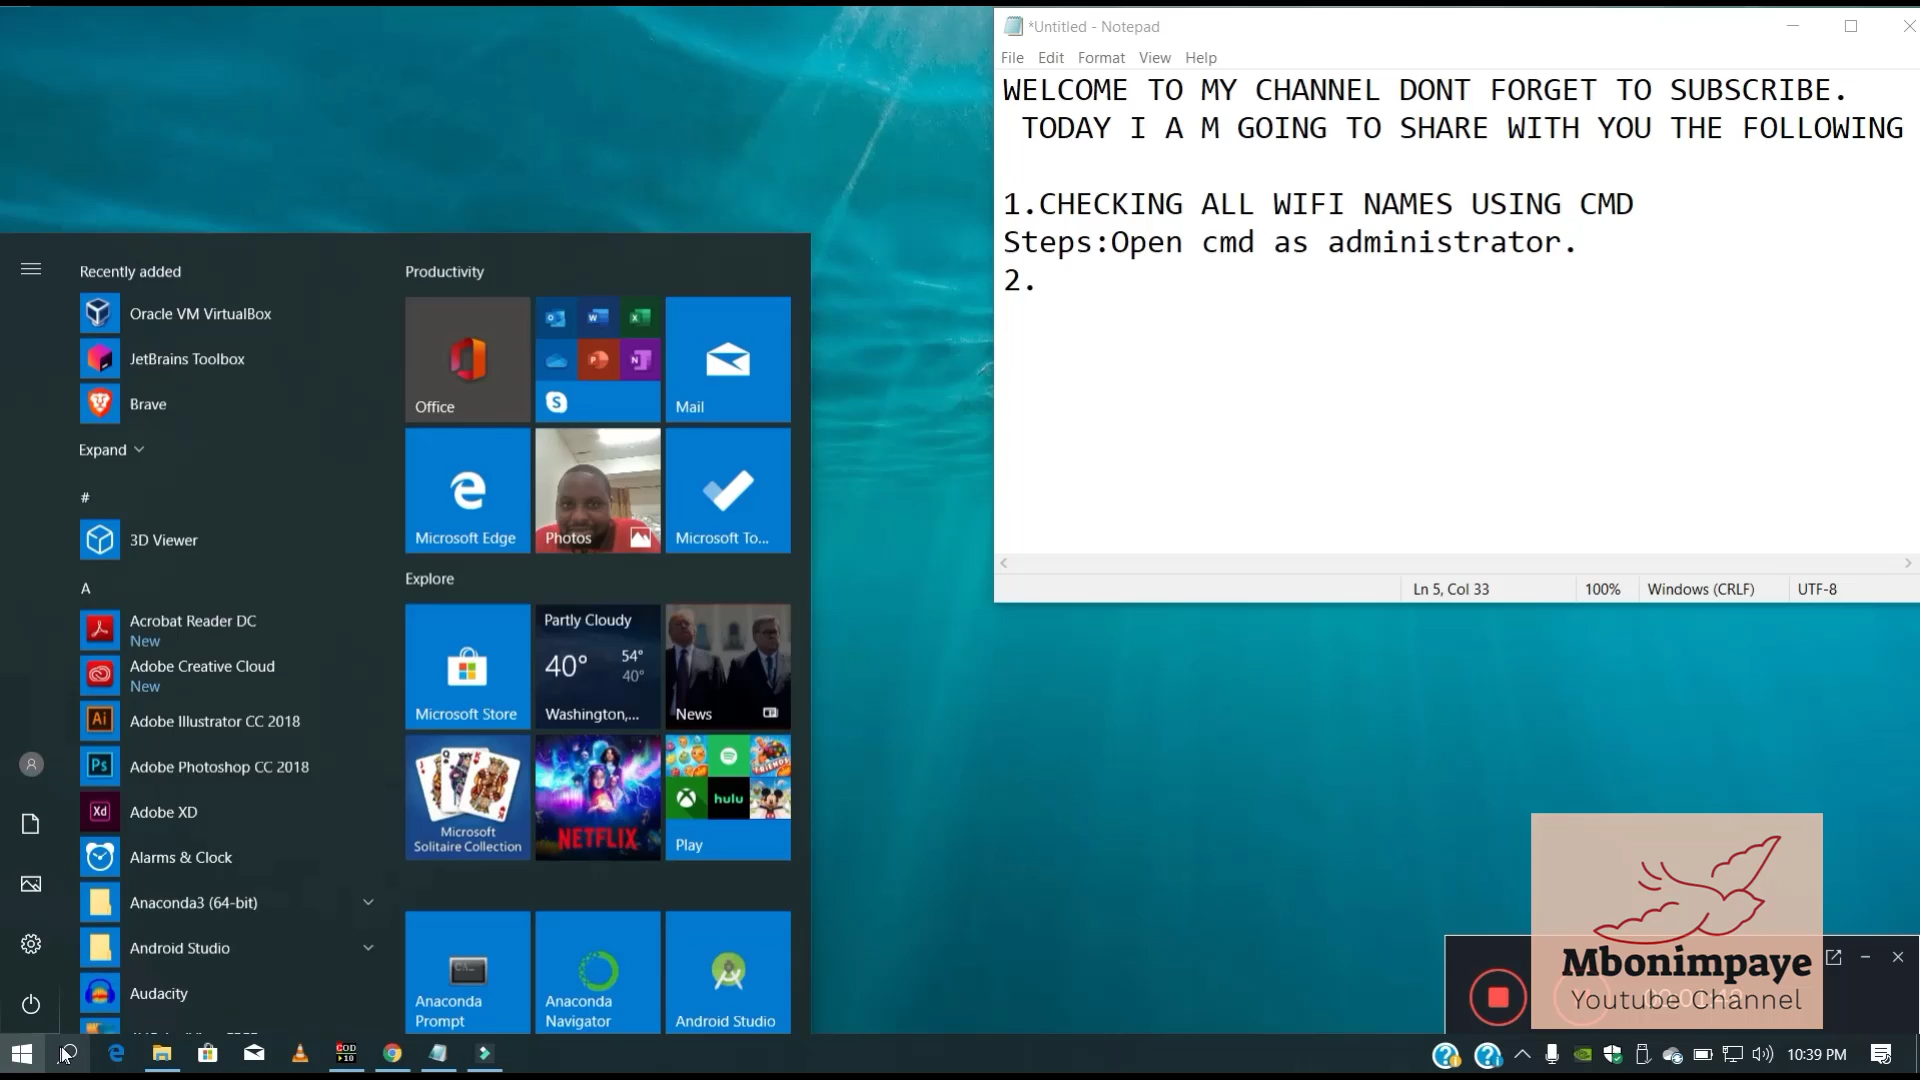 *Untitled - Notepad
File Edit Format View Help
WELCOME TO MY CHANNEL DONT FORGET TO SUBSCRIBE.
TODAY I A M GOING TO SHARE WITH YOU THE FOLLOWING
1.CHECKING ALL WIFI NAMES USING CMD
Steps:Open cmd as administrator.
2.
Ln 5, Col 33 100% Windows (CRLF) UTF-8
Recently added
Oracle VM VirtualBox
JetBrains Toolbox
Brave
Expand
#
3D Viewer
A
Acrobat Reader DC
New
Adobe Creative Cloud
New
Adobe Illustrator CC 2018
Adobe Photoshop CC 2018
Adobe XD
Alarms & Clock
Anaconda3 (64-bit)
Android Studio
Audacity
Productivity
Office
Mail
Microsoft Edge
Photos
Microsoft To...
Explore
Microsoft Store
Partly Cloudy
40° 54°
40°
Washington,...
News
Microsoft
Solitaire Collection
NETFLIX
hulu
Play
Anaconda
Prompt
Anaconda
Navigator
Android Studio
Mbonimpaye
Youtube Channel
10:39 PM